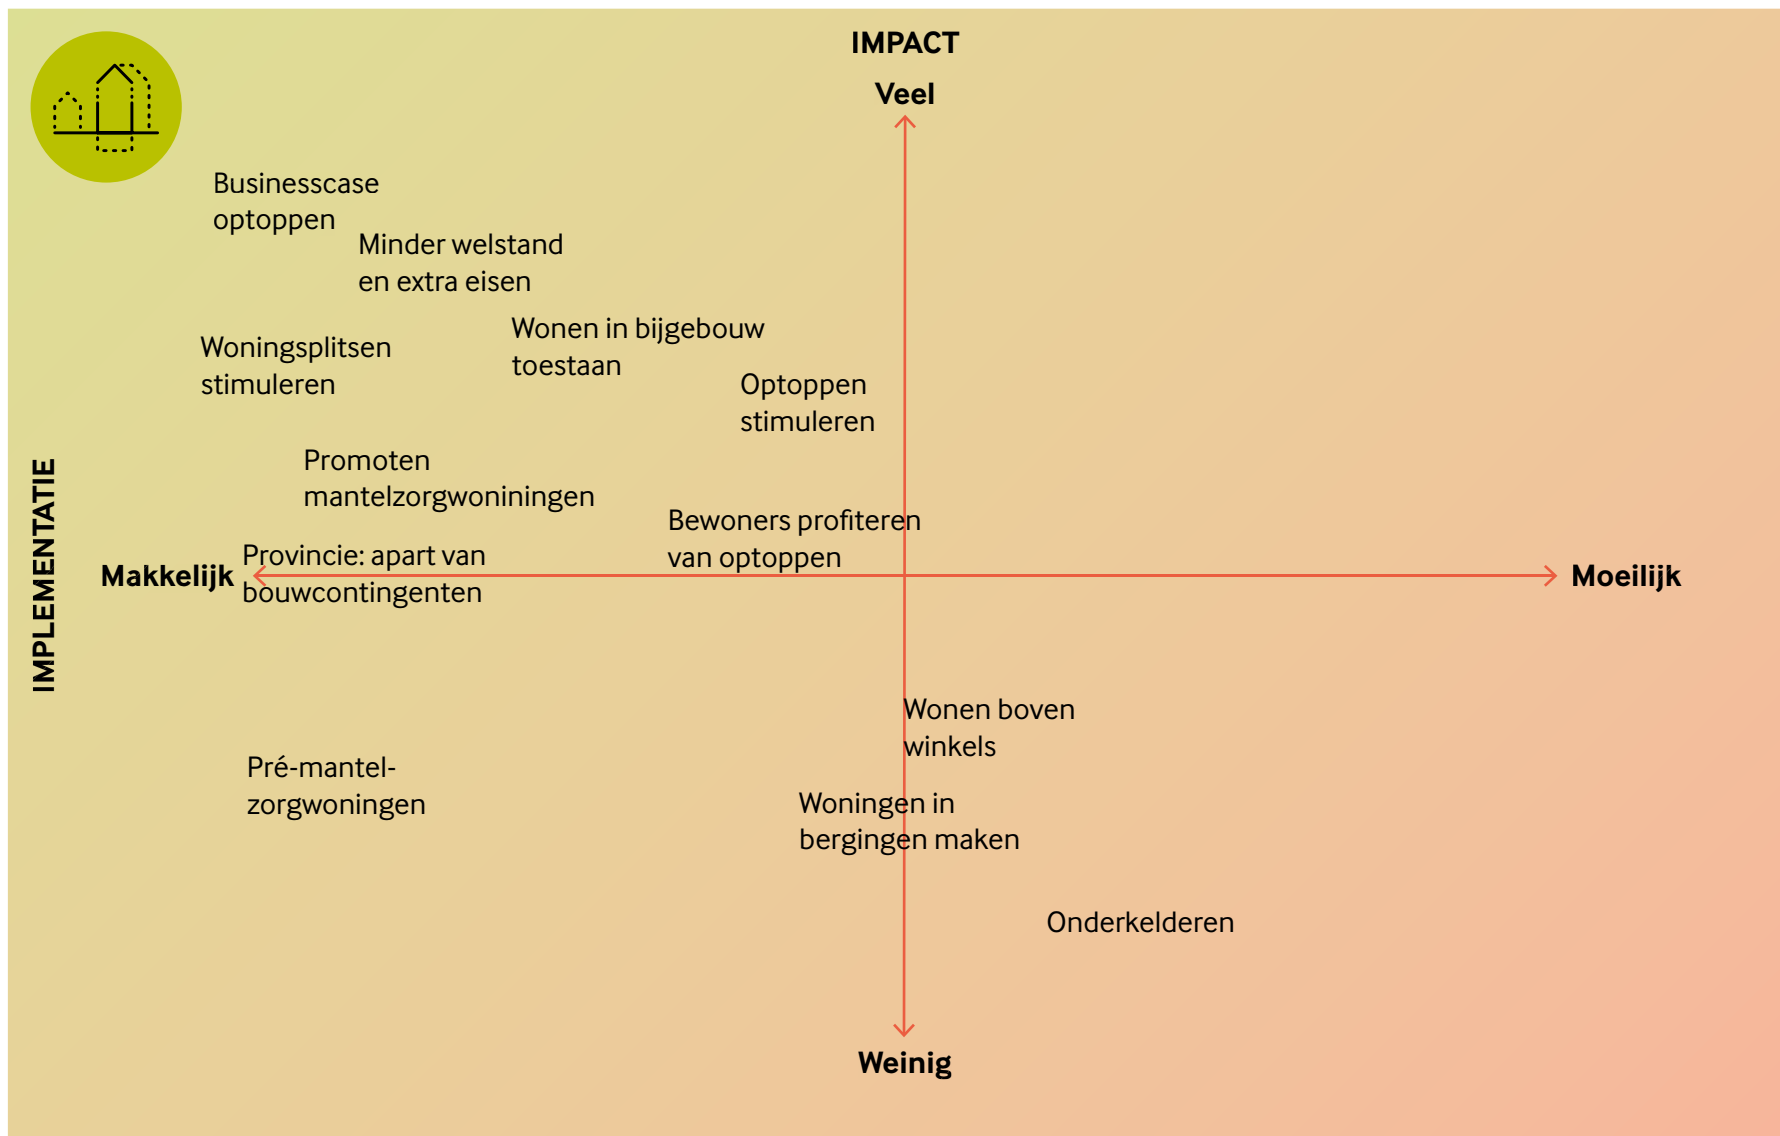 IMPACT
Veel
Businesscase
optoppen
Minder welstand
en extra eisen
Wonen in bijgebouw
toestaan
Woningsplitsen
stimuleren
Optoppen
stimuleren
Promoten
mantelzorgwoniningen
Bewoners profiteren
van optoppen
IMPLEMENTATIE
Makkelijk
Provincie: apart van
bouwcontingenten
Moeilijk
Wonen boven
winkels
Pré-mantel-
zorgwoningen
Woningen in
bergingen maken
Onderkelderen
Weinig